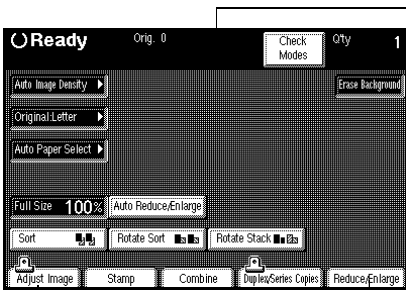 Ready Orig. 0 Check Modes Q'ty 1
Auto Image Density Erase Background
Original:Letter
Auto Paper Select
Full Size 100% Auto Reduce/Enlarge
Sort Rotate Sort Rotate Stack
Adjust Image Stamp Combine Duplex/Series Copies Reduce/Enlarge